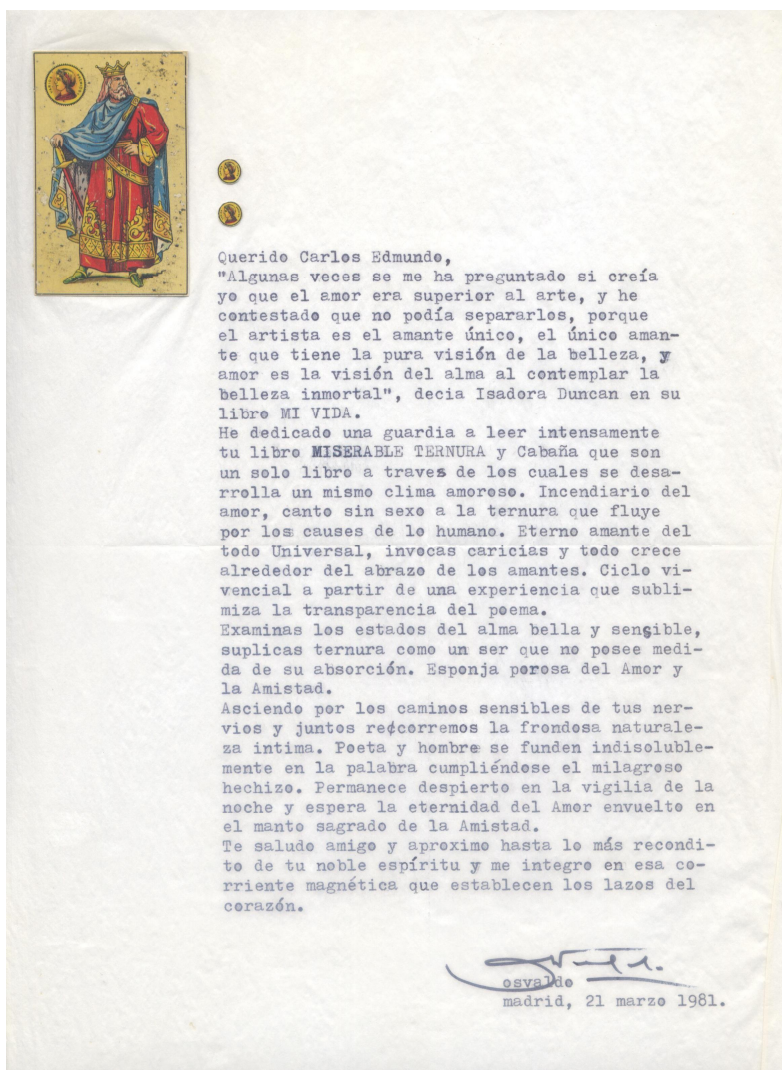 Querido Carlos Edmundo,
"Algunas veces se me ha preguntado si creía
yo que el amor era superior al arte, y he
contestado que no podía separarlos, porque
el artista es el amante único, el único aman-
te que tiene la pura visión de la belleza, y
amor es la visión del alma al contemplar la
belleza inmortal", decia Isadora Duncan en su
libro MI VIDA.
He dedicado una guardia a leer intensamente
tu libro MISERABLE TERNURA y Cabaña que son
un solo libro a traves de los cuales se desa-
rrolla un mismo clima amoroso. Incendiario del
amor, canto sin sexo a la ternura que fluye
por los causes de lo humano. Eterno amante del
todo Universal, invocas caricias y todo crece
alrededor del abrazo de los amantes. Ciclo vi-
vencial a partir de una experiencia que subli-
miza la transparencia del poema.
Examinas los estados del alma bella y sensible,
suplicas ternura como un ser que no posee medi-
da de su absorción. Esponja porosa del Amor y
la Amistad.
Asciendo por los caminos sensibles de tus ner-
vios y juntos recorremos la frondosa naturale-
za intima. Poeta y hombre se funden indisoluble-
mente en la palabra cumpliéndose el milagroso
hechizo. Permanece despierto en la vigilia de la
noche y espera la eternidad del Amor envuelto en
el manto sagrado de la Amistad.
Te saludo amigo y aproximo hasta lo más recondi-
to de tu noble espíritu y me integro en esa co-
rriente magnética que establecen los lazos del
corazón.
osvaldo
madrid, 21 marzo 1981.